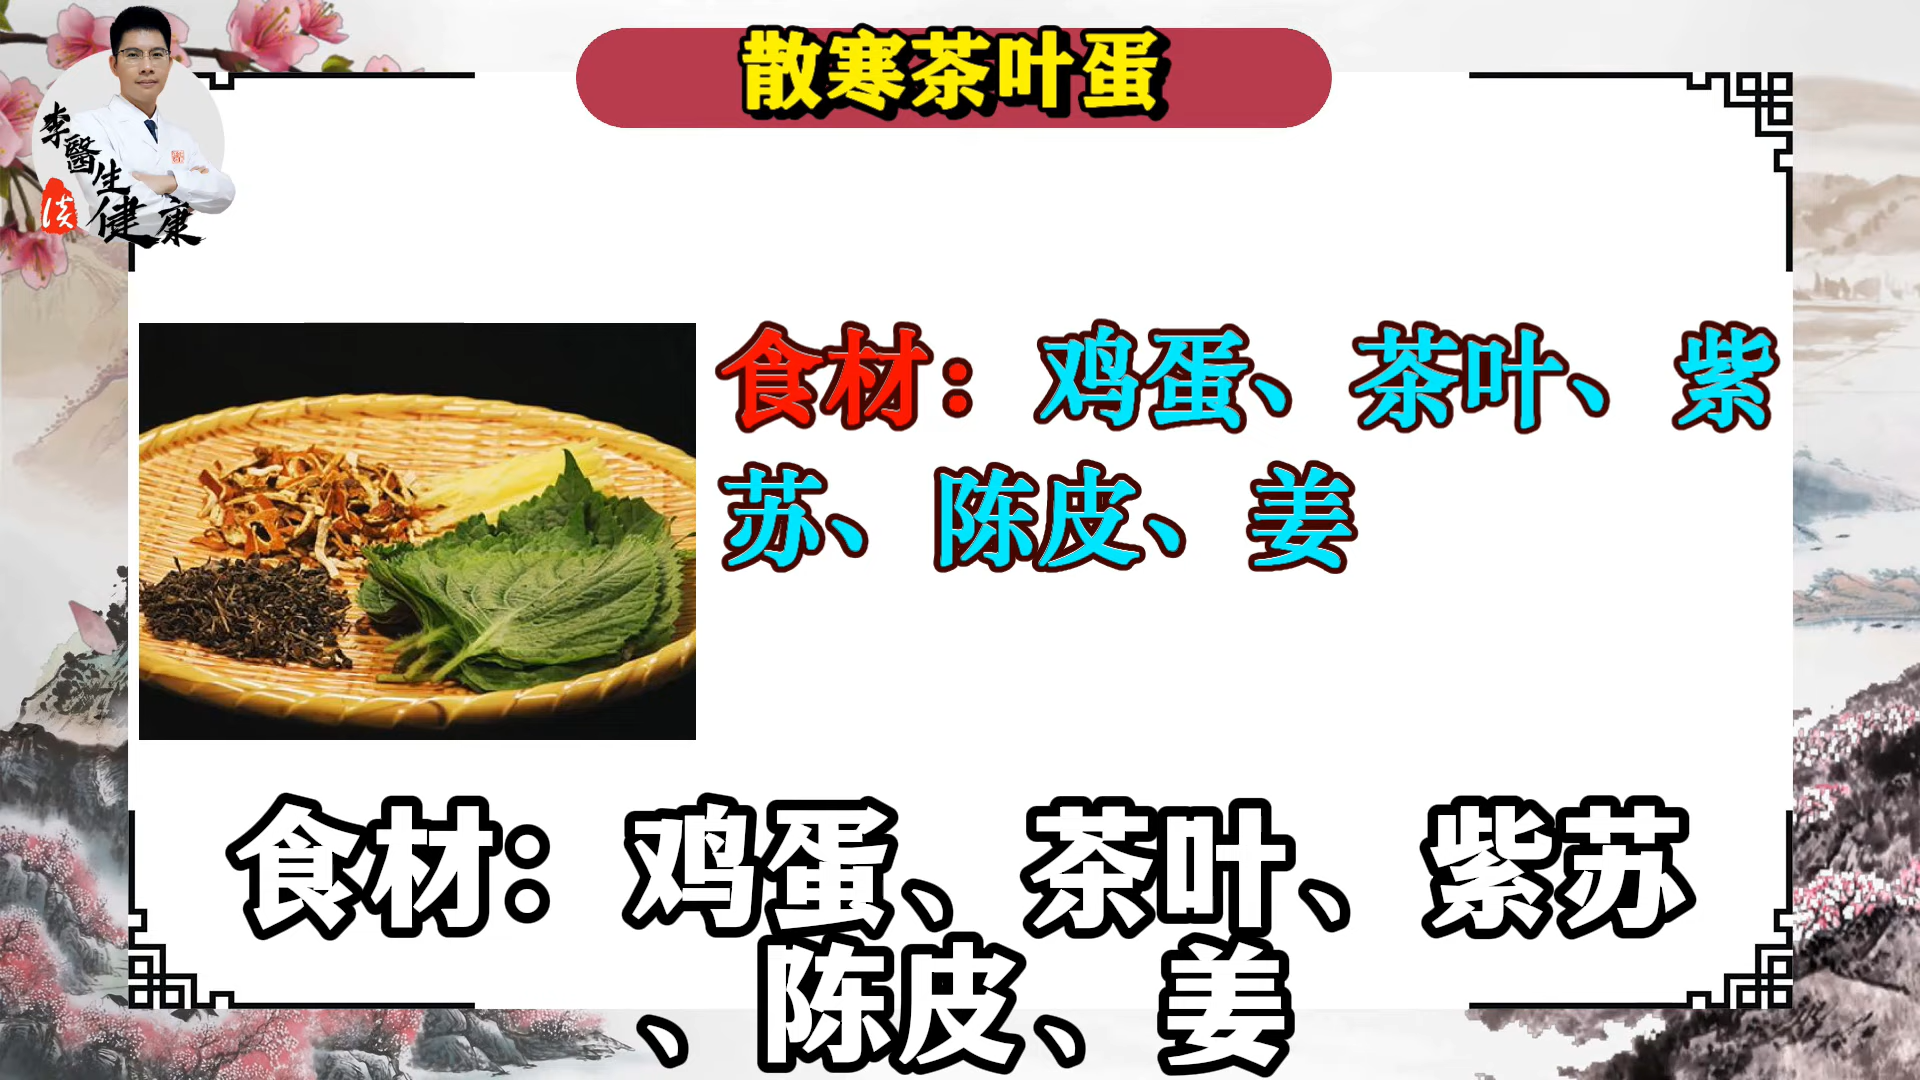 李醫生
谈健康
散寒茶叶蛋
食材：鸡蛋、茶叶、紫
苏、陈皮、姜
食材：鸡蛋、茶叶、紫苏
、陈皮、姜